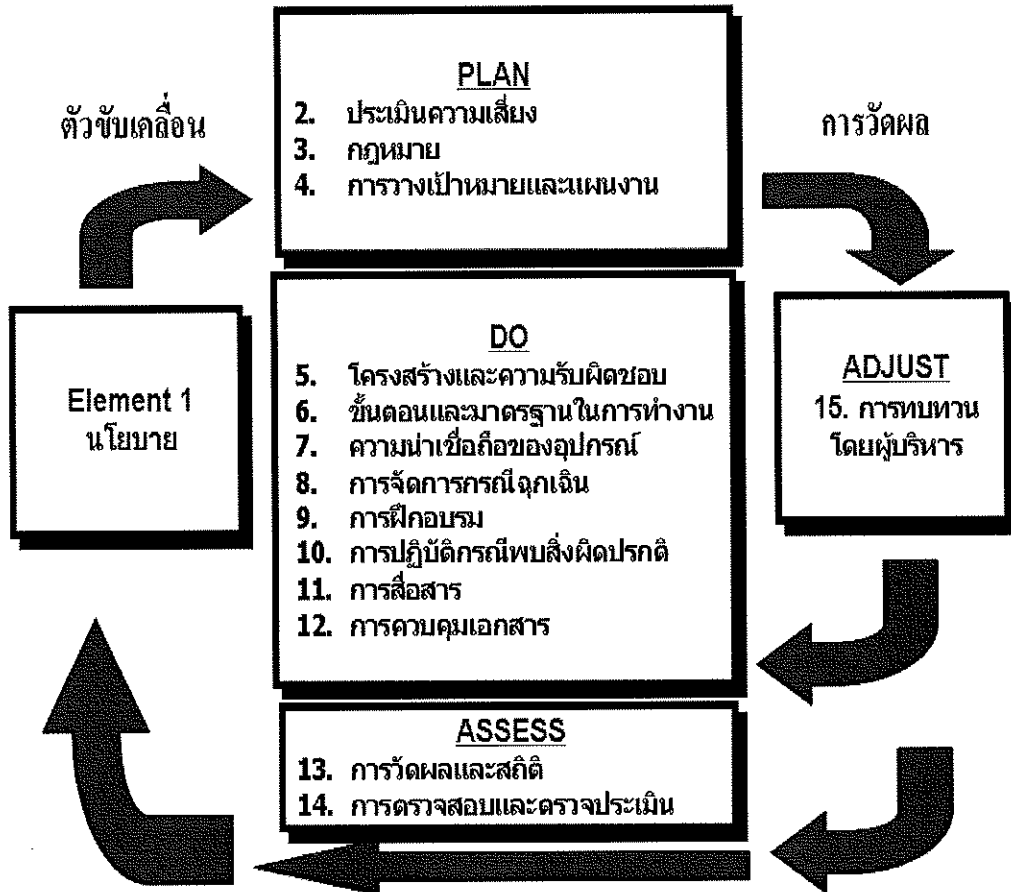 ตัวขับเคลื่อน
การวัดผล
PLAN
2. ประเมินความเสี่ยง
3. กฎหมาย
4. การวางเป้าหมายและแผนงาน
Element 1
นโยบาย
DO
5. โครงสร้างและความรับผิดชอบ
6. ขั้นตอนและมาตรฐานในการทำงาน
7. ความน่าเชื่อถือของอุปกรณ์
8. การจัดการกรณีฉุกเฉิน
9. การฝึกอบรม
10. การปฏิบัติกรณีพบสิ่งผิดปรกติ
11. การสื่อสาร
12. การควบคุมเอกสาร
ADJUST
15. การทบทวน
โดยผู้บริหาร
ASSESS
13. การวัดผลและสถิติ
14. การตรวจสอบและตรวจประเมิน